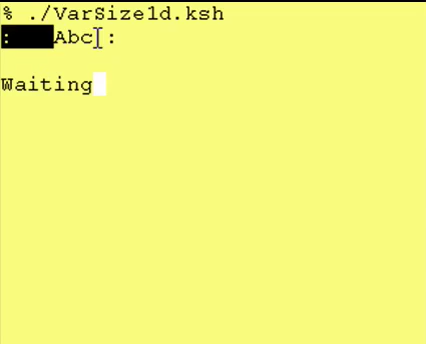 % ./VarSize1d.ksh
:   Abc :
Waiting